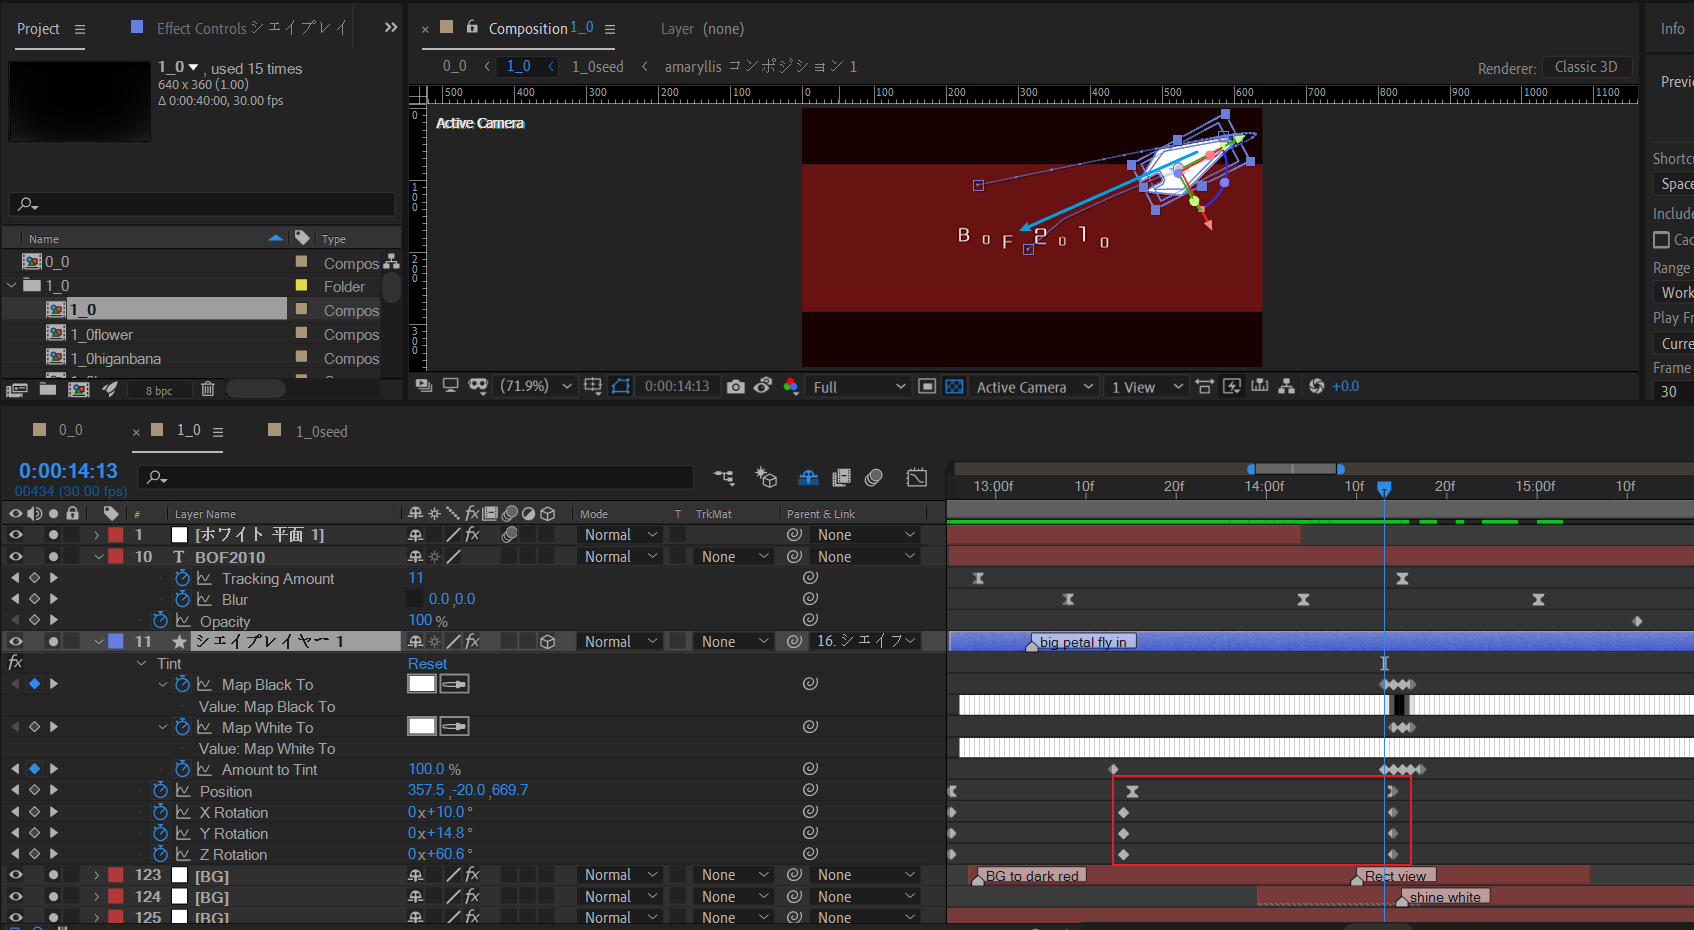 Project
Effect Controls シェイプレイ
Composition 1_0
Layer (none)
Info
1_0 , used 15 times
640 x 360 (1.00)
Δ 0:00:40:00, 30.00 fps
0_0 1_0 1_0seed amaryllis コンポジション 1
Renderer: Classic 3D
500 400 300 200 100 0 100 200 300 400 500 600 700 800 900 1000 1100
Active Camera
0
100
200
300
BoF2o1o
Name Type
0_0 Compos
1_0 Folder
1_0 Compos
1_0flower Compos
1_0higanbana Compos
8 bpc
(71.9%) 0:00:14:13 Full Active Camera 1 View +0.0
Previ
Shortcu
Space
Include
Cac
Range
Work
Play Fr
Curre
Frame
30
0_0 1_0 1_0seed
0:00:14:13
00434 (30.00 fps)
13:00f 10f 20f 14:00f 10f 20f 15:00f 10f
# Layer Name Mode T TrkMat Parent & Link
1 [ホワイト 平面 1] Normal None
10 T BOF2010 Normal None None
Tracking Amount 11
Blur 0.0,0.0
Opacity 100 %
11 シェイプレイヤー 1 Normal None 16. シェイプ big petal fly in
fx Tint Reset
Map Black To
Value: Map Black To
Map White To
Value: Map White To
Amount to Tint 100.0 %
Position 357.5,-20.0,669.7
X Rotation 0x+10.0°
Y Rotation 0x+14.8°
Z Rotation 0x+60.6°
123 [BG] Normal None None BG to dark red Rect view
124 [BG] Normal None None shine white
125 [BG] Normal None None